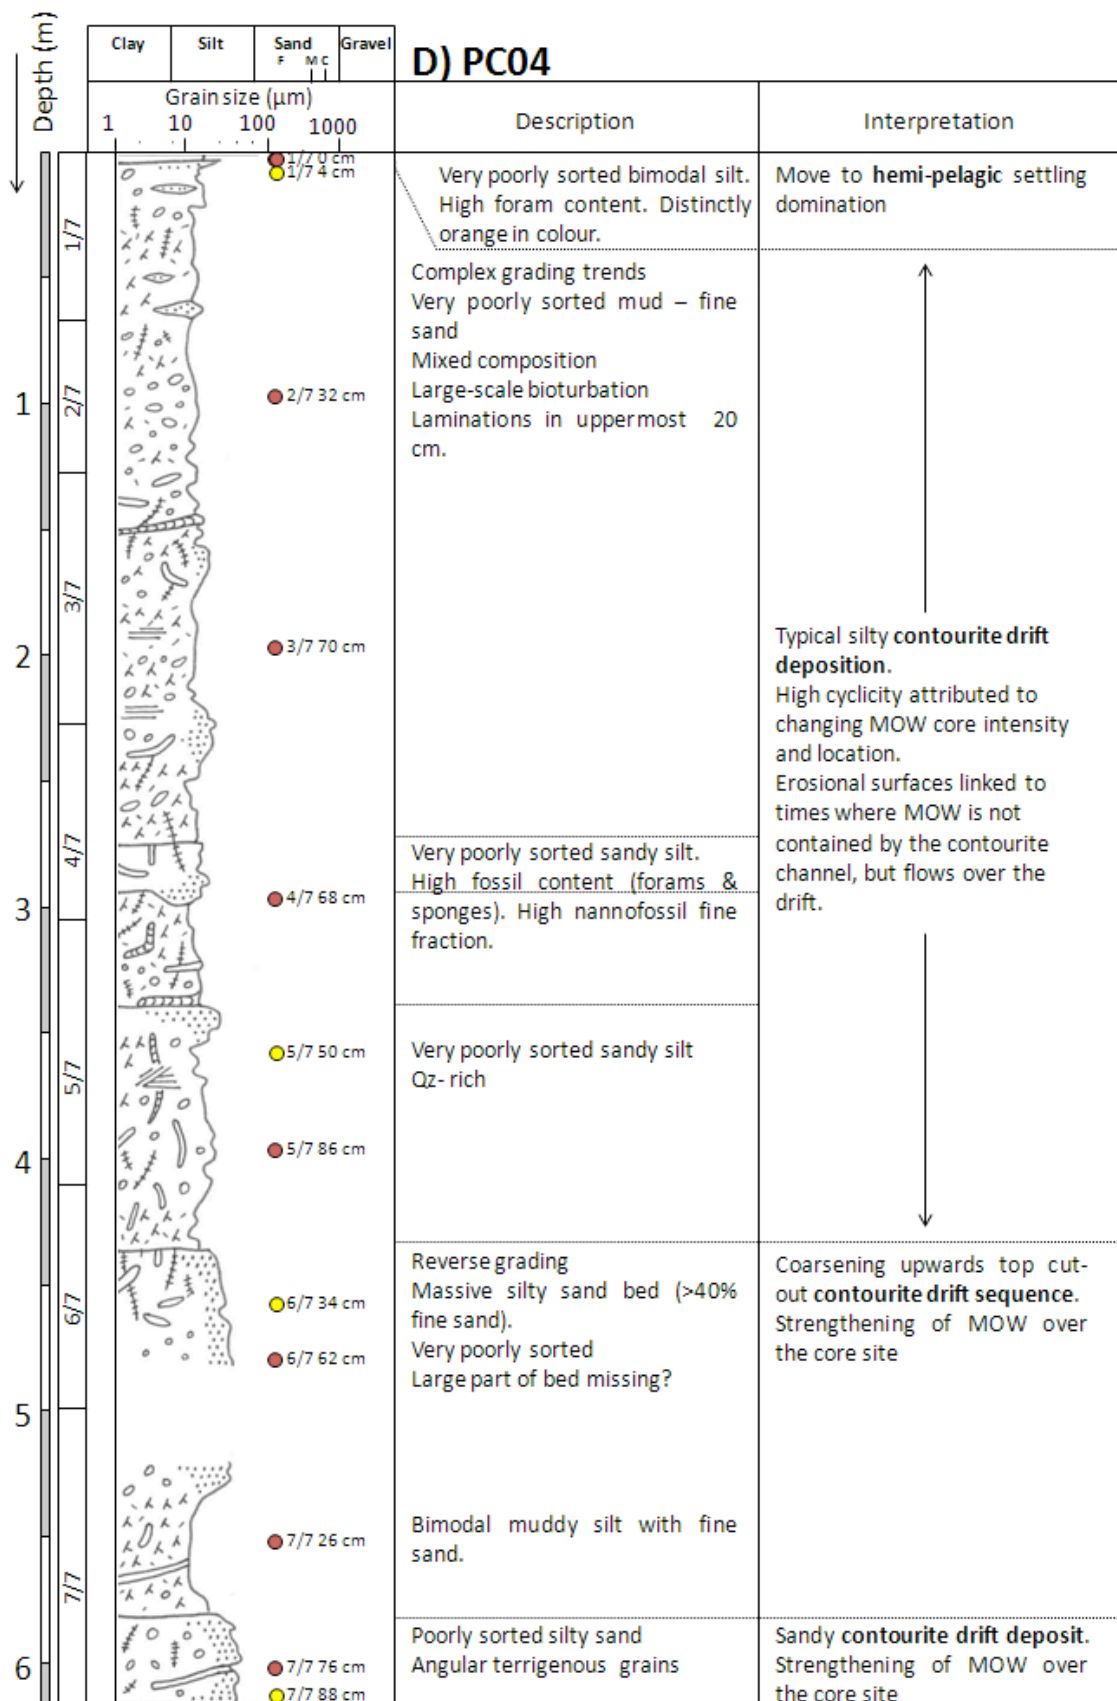 Depth (m)
Clay Silt Sand Gravel
F M C
D) PC04
Grain size (µm)
1 10 100 1000
Description Interpretation
1/7 0 cm
1/7 4 cm
Very poorly sorted bimodal silt.
High foram content. Distinctly
orange in colour.
Move to hemi-pelagic settling
domination
1/7
Complex grading trends
Very poorly sorted mud – fine
sand
Mixed composition
Large-scale bioturbation
Laminations in uppermost 20
cm.
1
2/7
2/7 32 cm
3/7
2
3/7 70 cm
Typical silty contourite drift
deposition.
High cyclicity attributed to
changing MOW core intensity
and location.
Erosional surfaces linked to
times where MOW is not
contained by the contourite
channel, but flows over the
drift.
4/7
Very poorly sorted sandy silt.
High fossil content (forams &
sponges). High nannofossil fine
fraction.
3
4/7 68 cm
5/7
5/7 50 cm
Very poorly sorted sandy silt
Qz- rich
4
5/7 86 cm
Reverse grading
Massive silty sand bed (>40%
fine sand).
Very poorly sorted
Large part of bed missing?
Coarsening upwards top cut-
out contourite drift sequence.
Strengthening of MOW over
the core site
6/7
6/7 34 cm
6/7 62 cm
5
7/7 26 cm
Bimodal muddy silt with fine
sand.
7/7
Poorly sorted silty sand
Angular terrigenous grains
Sandy contourite drift deposit.
Strengthening of MOW over
the core site
6
7/7 76 cm
7/7 88 cm